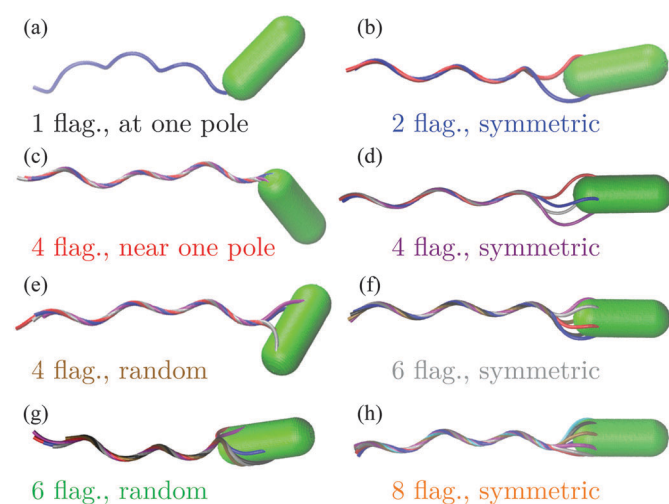 (a)
1 flag., at one pole
(b)
2 flag., symmetric
(c)
4 flag., near one pole
(d)
4 flag., symmetric
(e)
4 flag., random
(f)
6 flag., symmetric
(g)
6 flag., random
(h)
8 flag., symmetric